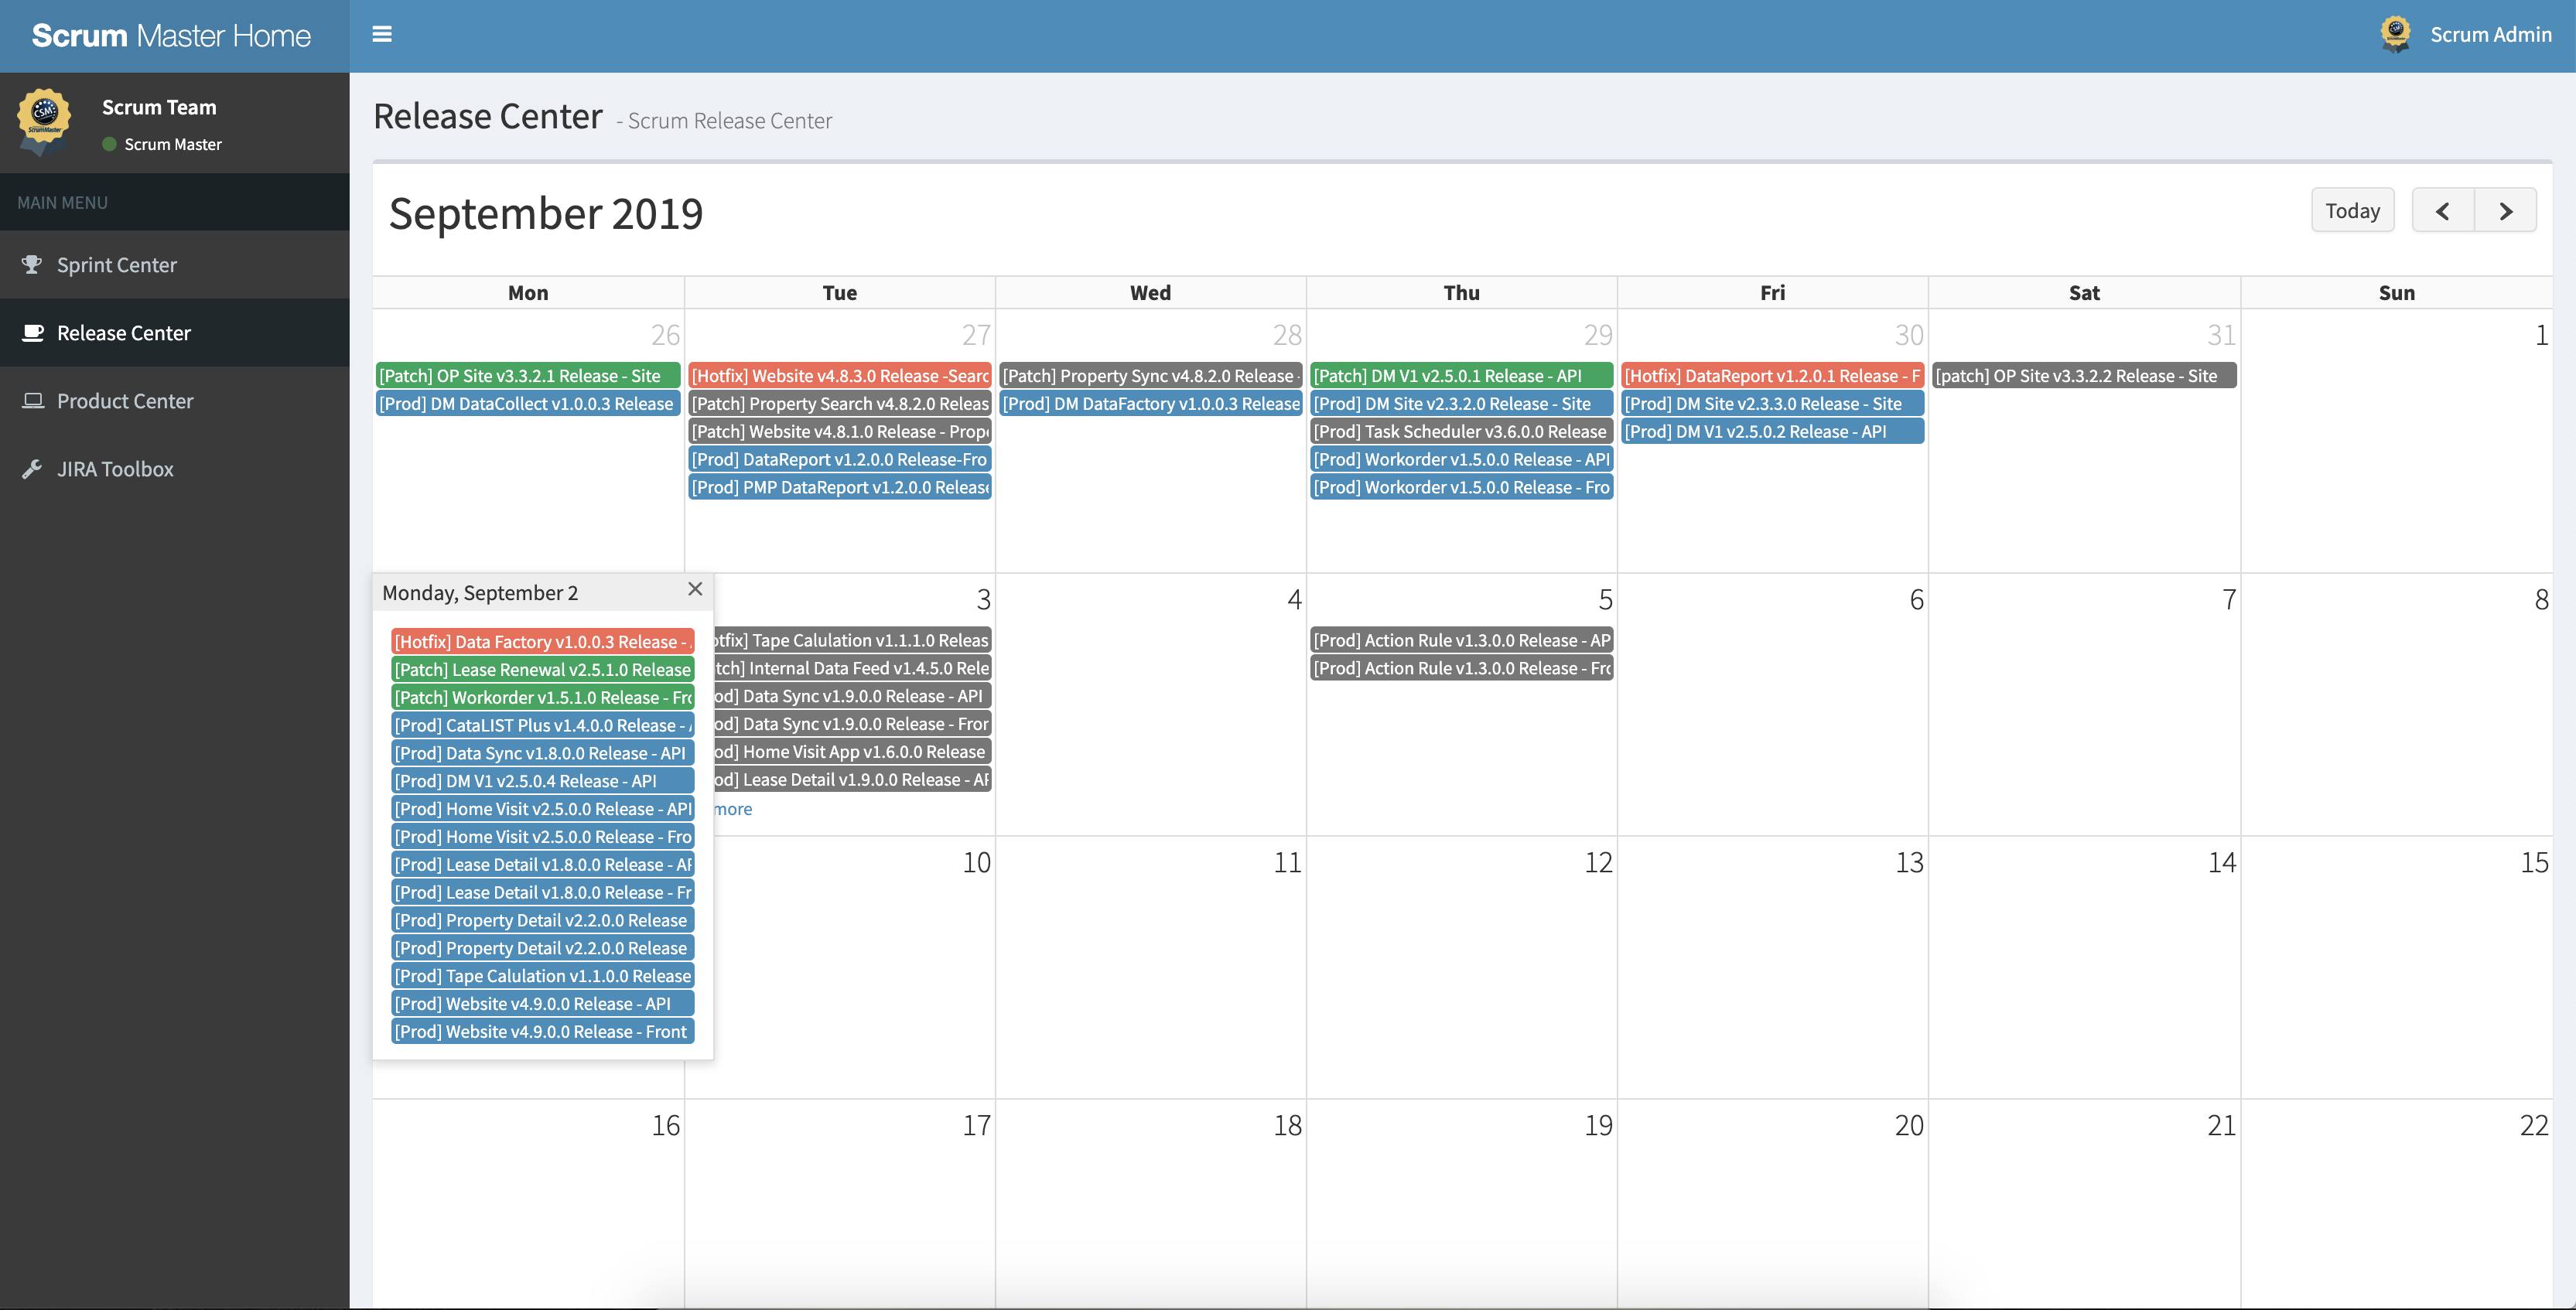 Scrum Master Home
Scrum Admin
Scrum Team
Scrum Master
MAIN MENU
Sprint Center
Release Center
Product Center
JIRA Toolbox
Release Center - Scrum Release Center
September 2019
Today
Mon Tue Wed Thu Fri Sat Sun
26 27 28 29 30 31 1
[Patch] OP Site v3.3.2.1 Release - Site
[Prod] DM DataCollect v1.0.0.3 Release
[Hotfix] Website v4.8.3.0 Release -Searc
[Patch] Property Search v4.8.2.0 Releas
[Patch] Website v4.8.1.0 Release - Prope
[Prod] DataReport v1.2.0.0 Release-Fro
[Prod] PMP DataReport v1.2.0.0 Release
[Patch] Property Sync v4.8.2.0 Release -
[Prod] DM DataFactory v1.0.0.3 Release
[Patch] DM V1 v2.5.0.1 Release - API
[Prod] DM Site v2.3.2.0 Release - Site
[Prod] Task Scheduler v3.6.0.0 Release
[Prod] Workorder v1.5.0.0 Release - API
[Prod] Workorder v1.5.0.0 Release - Fro
[Hotfix] DataReport v1.2.0.1 Release - F
[Prod] DM Site v2.3.3.0 Release - Site
[Prod] DM V1 v2.5.0.2 Release - API
[patch] OP Site v3.3.2.2 Release - Site
Monday, September 2
[Hotfix] Data Factory v1.0.0.3 Release -
[Patch] Lease Renewal v2.5.1.0 Release
[Patch] Workorder v1.5.1.0 Release - Fro
[Prod] CataLIST Plus v1.4.0.0 Release -
[Prod] Data Sync v1.8.0.0 Release - API
[Prod] DM V1 v2.5.0.4 Release - API
[Prod] Home Visit v2.5.0.0 Release - API
[Prod] Home Visit v2.5.0.0 Release - Fro
[Prod] Lease Detail v1.8.0.0 Release - AP
[Prod] Lease Detail v1.8.0.0 Release - Fr
[Prod] Property Detail v2.2.0.0 Release
[Prod] Property Detail v2.2.0.0 Release
[Prod] Tape Calulation v1.1.0.0 Release
[Prod] Website v4.9.0.0 Release - API
[Prod] Website v4.9.0.0 Release - Front
3 4 5 6 7 8
otfix] Tape Calulation v1.1.1.0 Releas
tch] Internal Data Feed v1.4.5.0 Rele
od] Data Sync v1.9.0.0 Release - API
od] Data Sync v1.9.0.0 Release - Fron
od] Home Visit App v1.6.0.0 Release
od] Lease Detail v1.9.0.0 Release - AP
more
[Prod] Action Rule v1.3.0.0 Release - AP
[Prod] Action Rule v1.3.0.0 Release - Fro
10 11 12 13 14 15
16 17 18 19 20 21 22